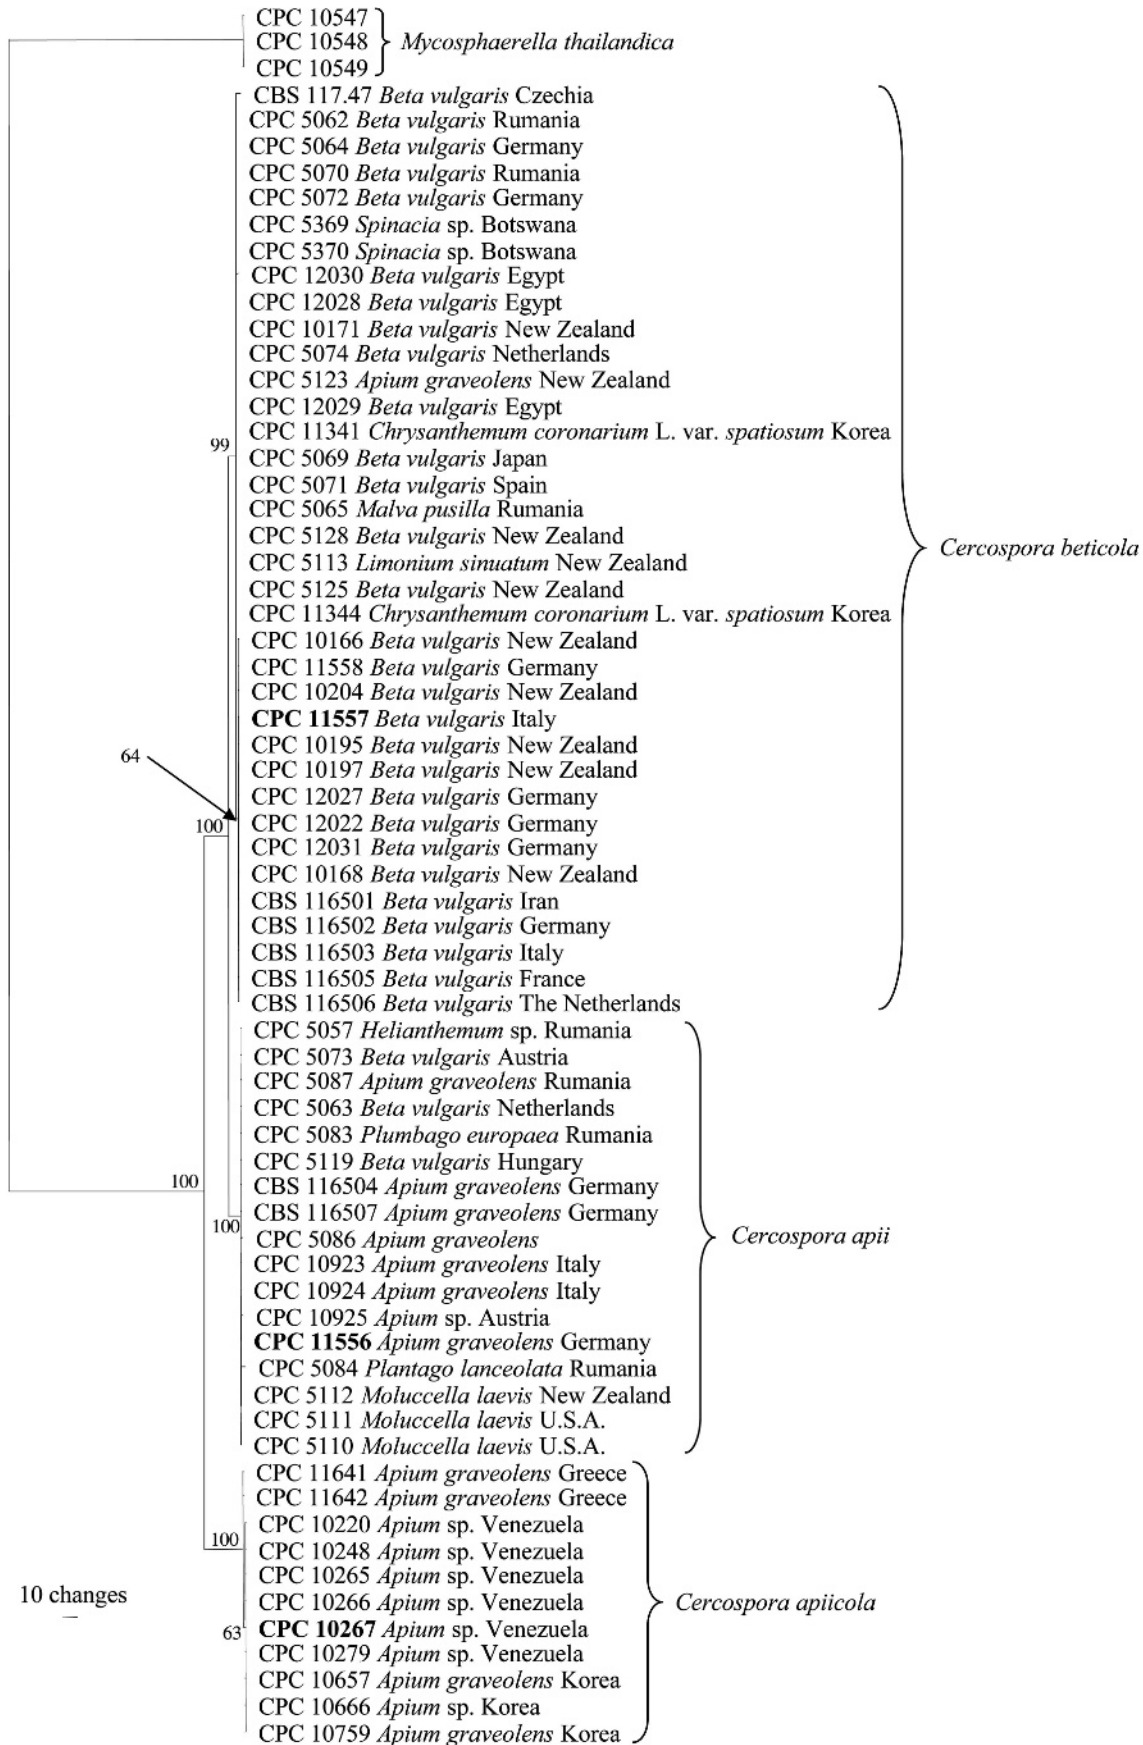 CPC 10547
CPC 10548
CPC 10549
Mycosphaerella thailandica
CBS 117.47 Beta vulgaris Czechia
CPC 5062 Beta vulgaris Rumania
CPC 5064 Beta vulgaris Germany
CPC 5070 Beta vulgaris Rumania
CPC 5072 Beta vulgaris Germany
CPC 5369 Spinacia sp. Botswana
CPC 5370 Spinacia sp. Botswana
CPC 12030 Beta vulgaris Egypt
CPC 12028 Beta vulgaris Egypt
CPC 10171 Beta vulgaris New Zealand
CPC 5074 Beta vulgaris Netherlands
CPC 5123 Apium graveolens New Zealand
CPC 12029 Beta vulgaris Egypt
CPC 11341 Chrysanthemum coronarium L. var. spatiosum Korea
99
CPC 5069 Beta vulgaris Japan
CPC 5071 Beta vulgaris Spain
CPC 5065 Malva pusilla Rumania
CPC 5128 Beta vulgaris New Zealand
Cercospora beticola
CPC 5113 Limonium sinuatum New Zealand
CPC 5125 Beta vulgaris New Zealand
CPC 11344 Chrysanthemum coronarium L. var. spatiosum Korea
CPC 10166 Beta vulgaris New Zealand
CPC 11558 Beta vulgaris Germany
CPC 10204 Beta vulgaris New Zealand
CPC 11557 Beta vulgaris Italy
CPC 10195 Beta vulgaris New Zealand
64
CPC 10197 Beta vulgaris New Zealand
CPC 12027 Beta vulgaris Germany
CPC 12022 Beta vulgaris Germany
100
CPC 12031 Beta vulgaris Germany
CPC 10168 Beta vulgaris New Zealand
CBS 116501 Beta vulgaris Iran
CBS 116502 Beta vulgaris Germany
CBS 116503 Beta vulgaris Italy
CBS 116505 Beta vulgaris France
CBS 116506 Beta vulgaris The Netherlands
CPC 5057 Helianthemum sp. Rumania
CPC 5073 Beta vulgaris Austria
CPC 5087 Apium graveolens Rumania
CPC 5063 Beta vulgaris Netherlands
CPC 5083 Plumbago europaea Rumania
CPC 5119 Beta vulgaris Hungary
100
CBS 116504 Apium graveolens Germany
CBS 116507 Apium graveolens Germany
100
CPC 5086 Apium graveolens
Cercospora apii
CPC 10923 Apium graveolens Italy
CPC 10924 Apium graveolens Italy
CPC 10925 Apium sp. Austria
CPC 11556 Apium graveolens Germany
CPC 5084 Plantago lanceolata Rumania
CPC 5112 Moluccella laevis New Zealand
CPC 5111 Moluccella laevis U.S.A.
CPC 5110 Moluccella laevis U.S.A.
CPC 11641 Apium graveolens Greece
CPC 11642 Apium graveolens Greece
CPC 10220 Apium sp. Venezuela
100
CPC 10248 Apium sp. Venezuela
CPC 10265 Apium sp. Venezuela
10 changes
CPC 10266 Apium sp. Venezuela
Cercospora apiicola
CPC 10267 Apium sp. Venezuela
63
CPC 10279 Apium sp. Venezuela
CPC 10657 Apium graveolens Korea
CPC 10666 Apium sp. Korea
CPC 10759 Apium graveolens Korea